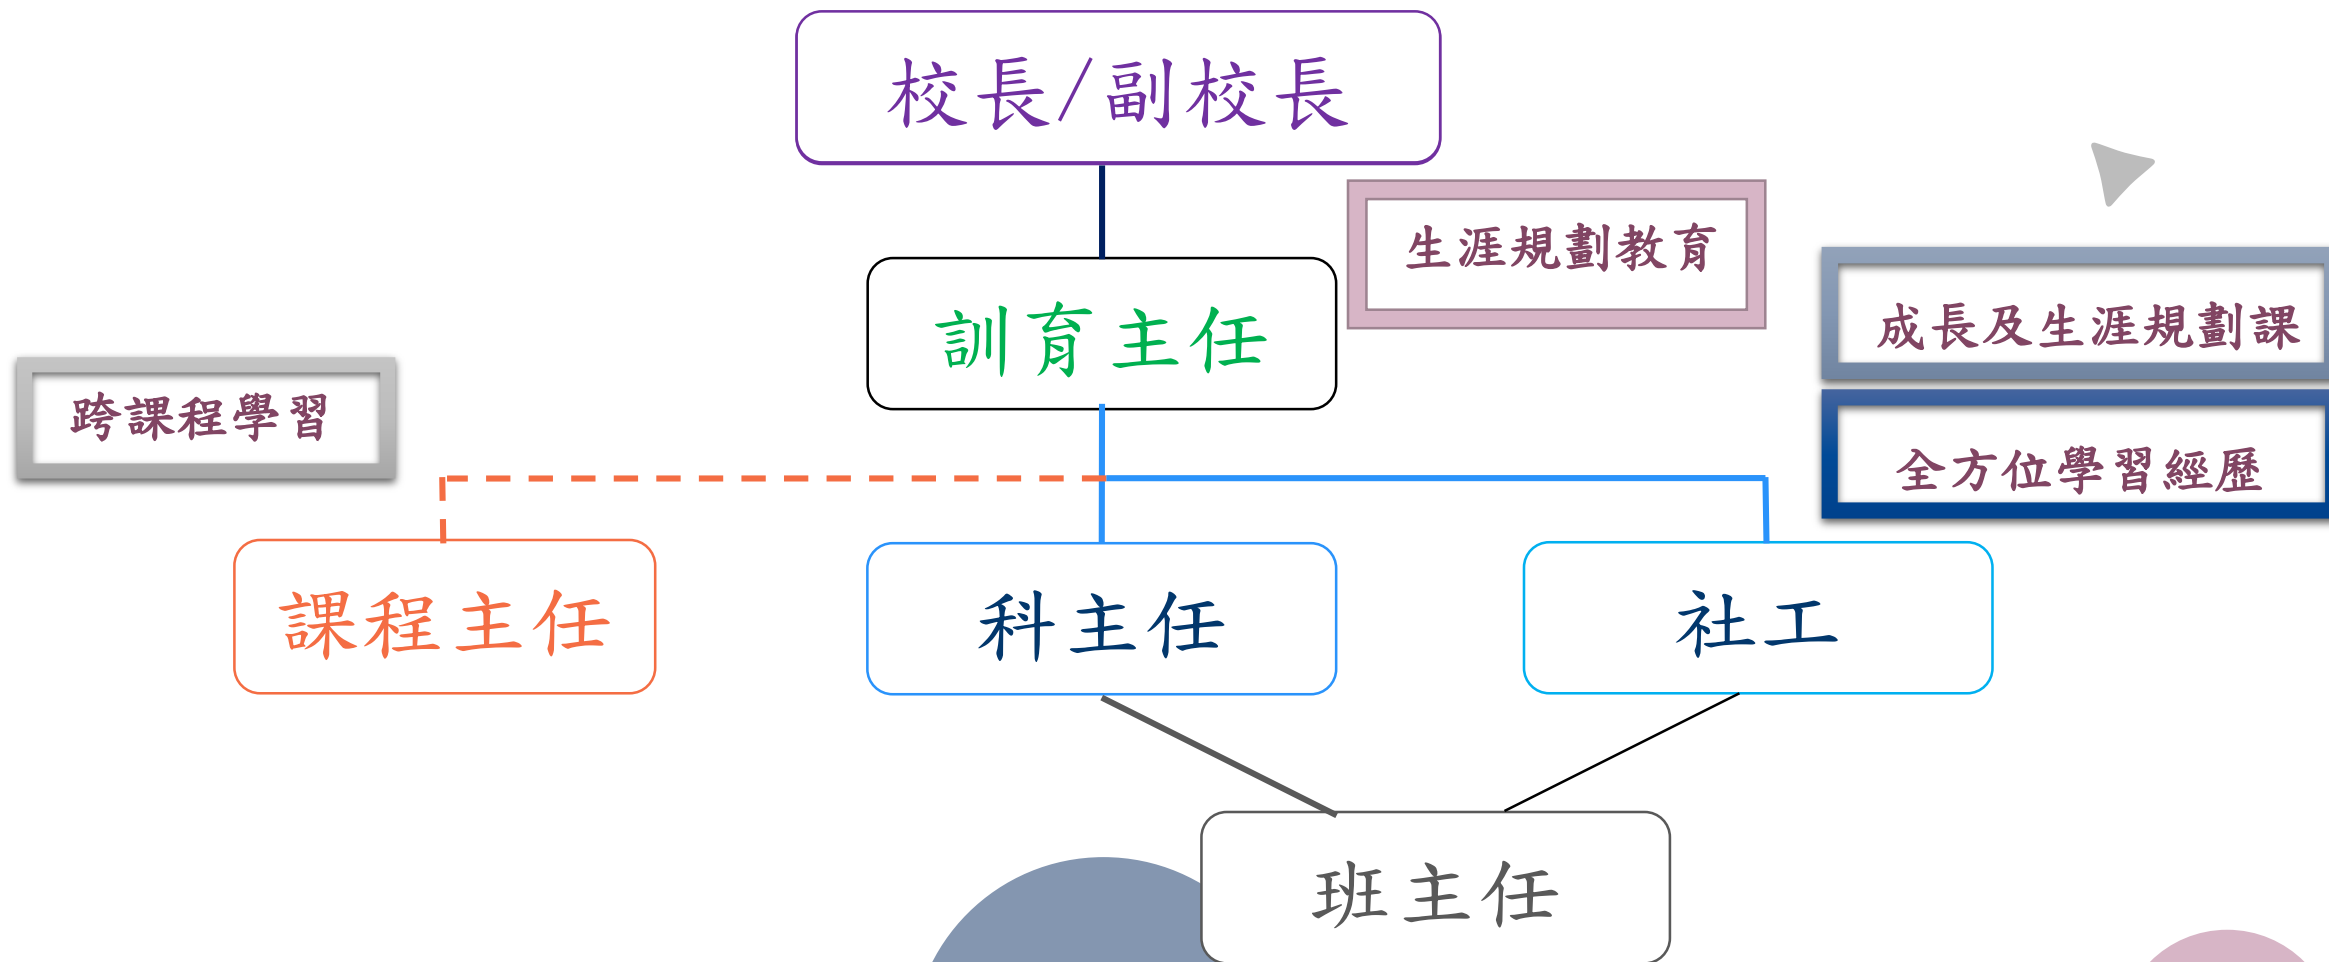 校長/副校長
生涯規劃教育
訓育主任
成長及生涯規劃課
跨課程學習
全方位學習經歷
課程主任
科主任
社工
班主任